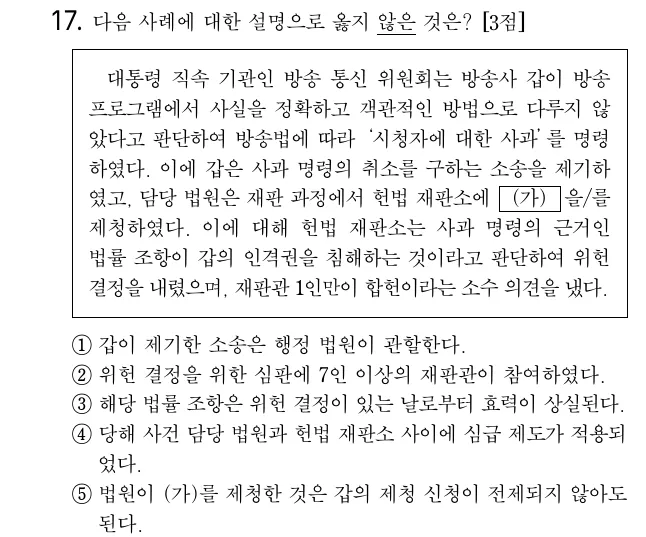 17. 다음 사례에 대한 설명으로 옳지 않은 것은? [3점]
대통령 직속 기관인 방송 통신 위원회는 방송사 갑이 방송
프로그램에서 사실을 정확하고 객관적인 방법으로 다루지 않
았다고 판단하여 방송법에 따라 ‘시청자에 대한 사과’를 명령
하였다. 이에 갑은 사과 명령의 취소를 구하는 소송을 제기하
였고, 담당 법원은 재판 과정에서 헌법 재판소에 (가) 을/를
제청하였다. 이에 대해 헌법 재판소는 사과 명령의 근거인
법률 조항이 갑의 인격권을 침해하는 것이라고 판단하여 위헌
결정을 내렸으며, 재판관 1인만이 합헌이라는 소수 의견을 냈다.
① 갑이 제기한 소송은 행정 법원이 관할한다.
② 위헌 결정을 위한 심판에 7인 이상의 재판관이 참여하였다.
③ 해당 법률 조항은 위헌 결정이 있는 날로부터 효력이 상실된다.
④ 당해 사건 담당 법원과 헌법 재판소 사이에 심급 제도가 적용되
었다.
⑤ 법원이 (가)를 제청한 것은 갑의 제청 신청이 전제되지 않아도
된다.